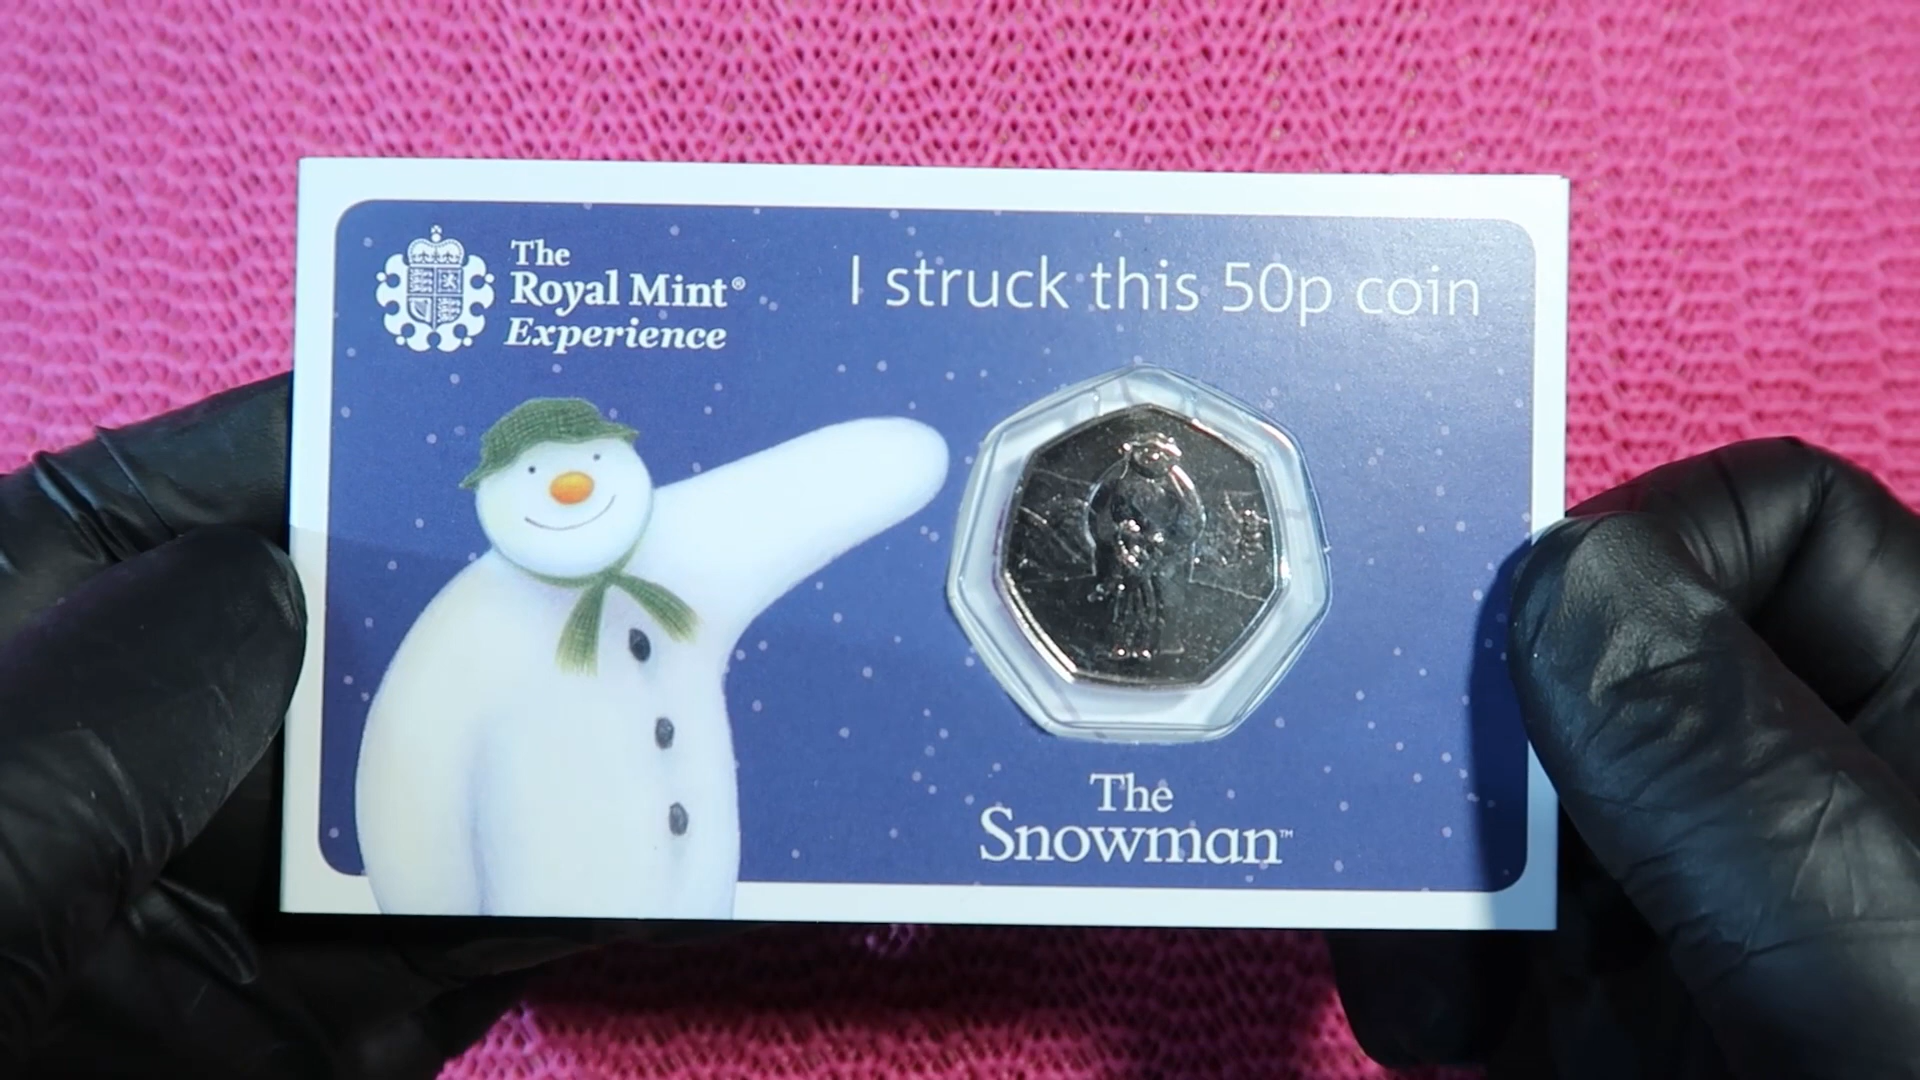 The
Royal Mint®
Experience
I struck this 50p coin
The
Snowman™